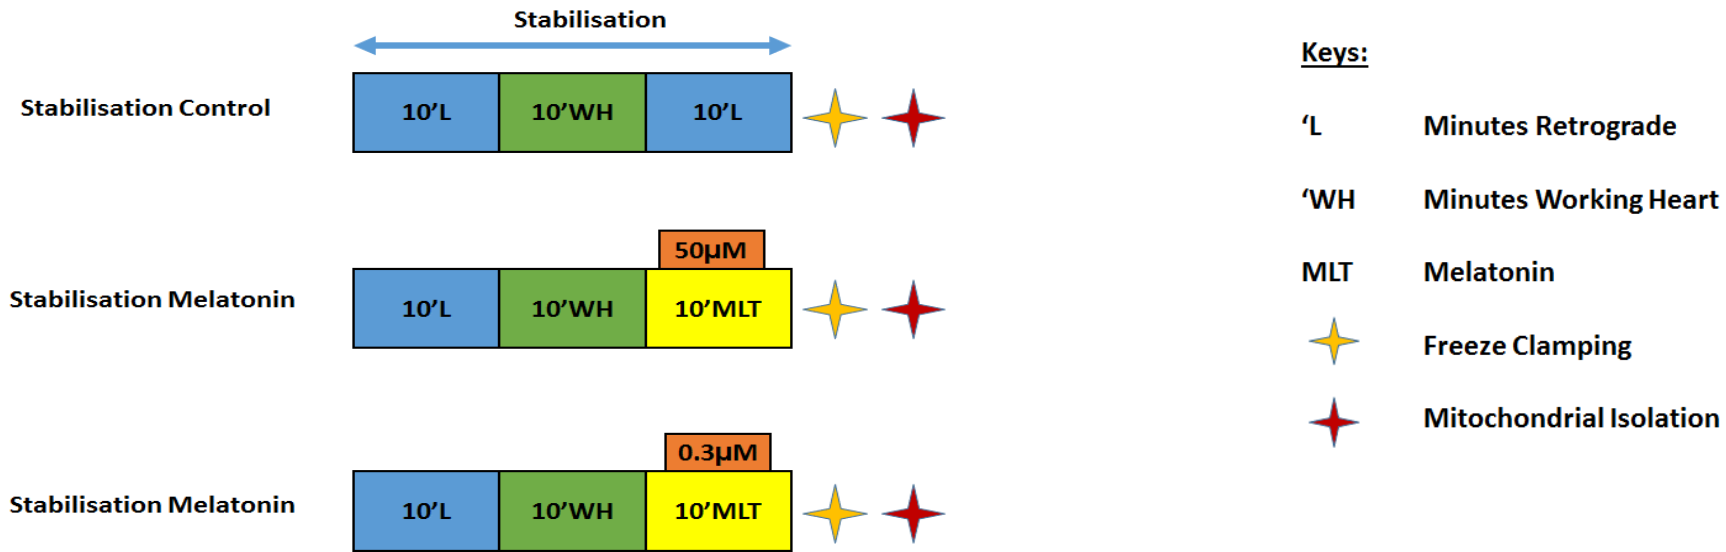 Stabilisation
Stabilisation Control
10’L 10’WH 10’L
50µM
Stabilisation Melatonin
10’L 10’WH 10’MLT
0.3µM
Stabilisation Melatonin
10’L 10’WH 10’MLT
Keys:
‘L Minutes Retrograde
‘WH Minutes Working Heart
MLT Melatonin
Freeze Clamping
Mitochondrial Isolation